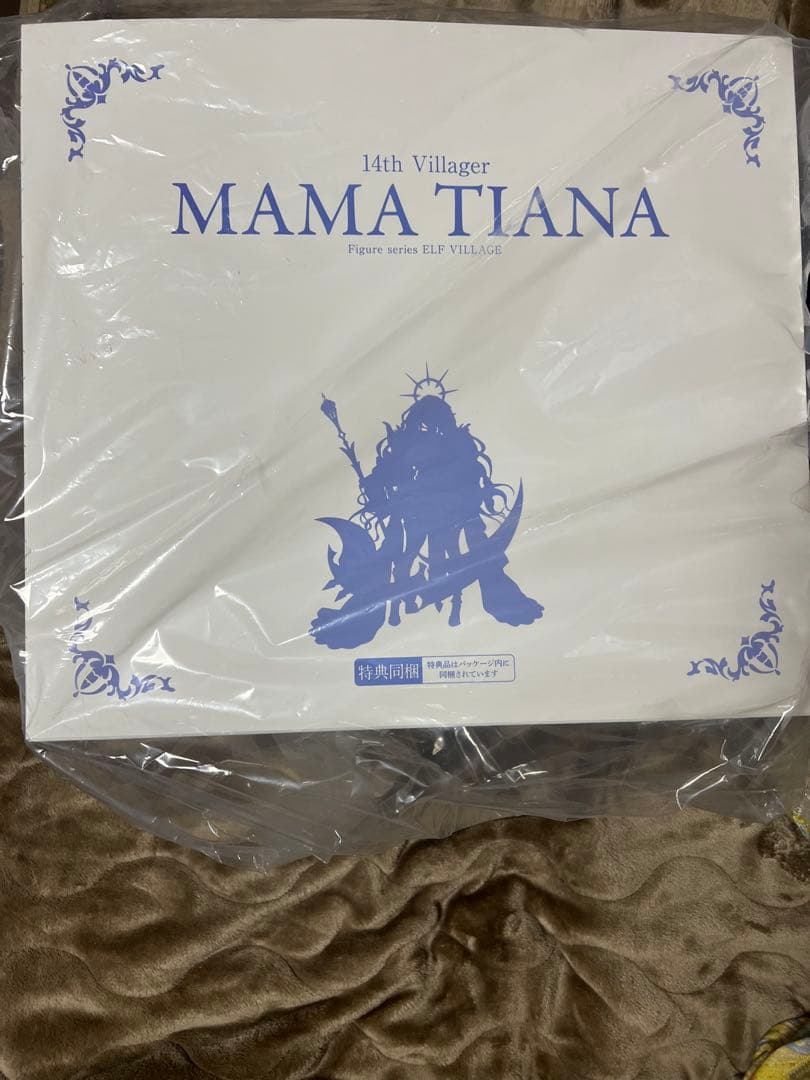 14th Villager
MAMA TIANA
Figure series ELF VILLAGE
特典同梱
特典品はパッケージ内に
同梱されています